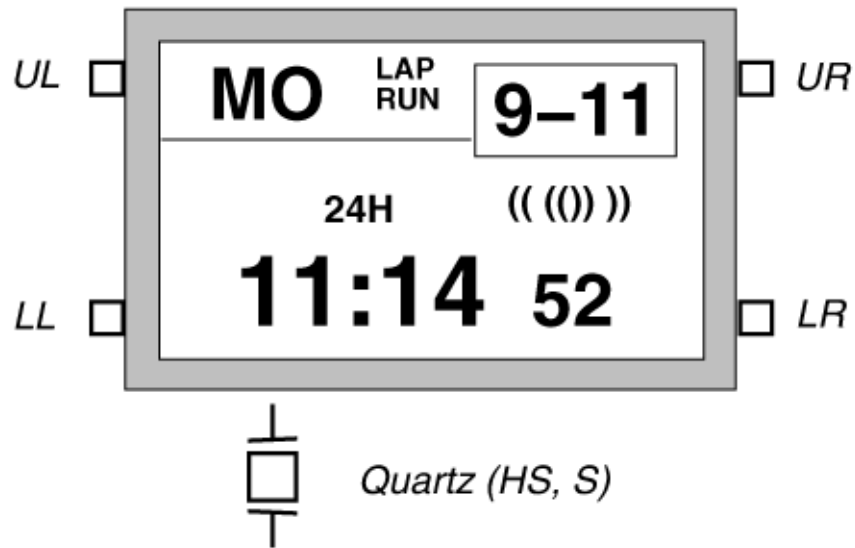 UL
MO
LAP
RUN
9–11
UR
24H
(( (()) ))
LL
11:14 52
LR
Quartz (HS, S)